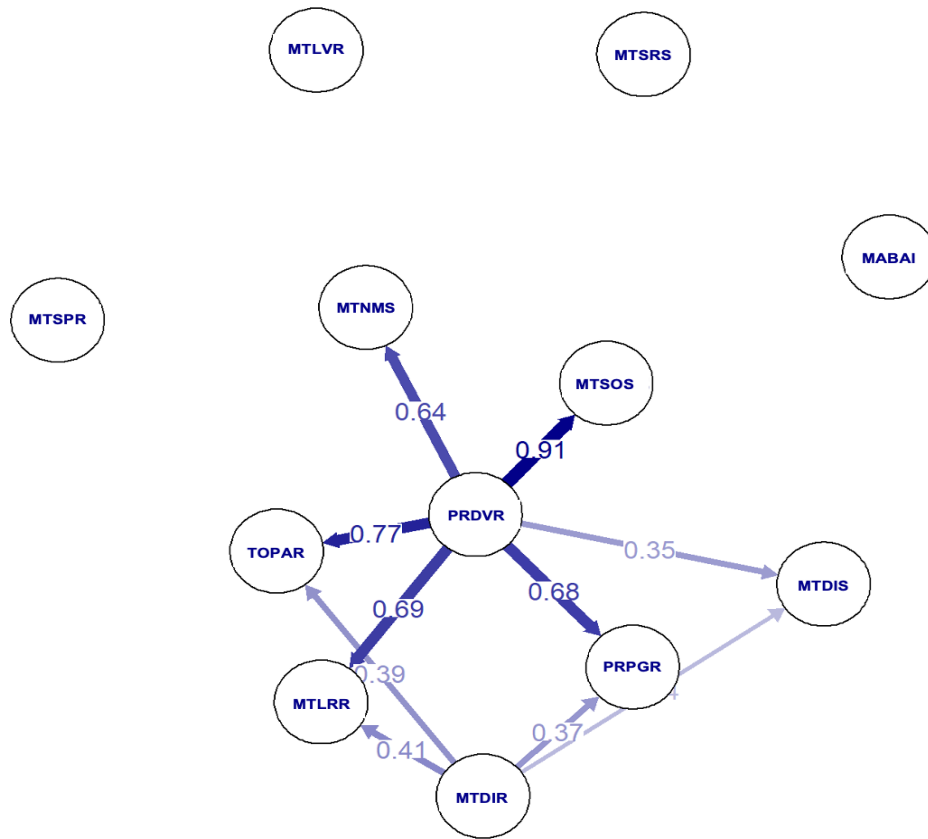 MTLVR
MTSRS
MABAI
MTSPR
MTNMS
MTSOS
0.64
0.91
PRDVR
0.77
TOPAR
0.35
MTDIS
0.69
0.68
PRPGR
0.39
MTLRR
0.37
0.41
MTDIR